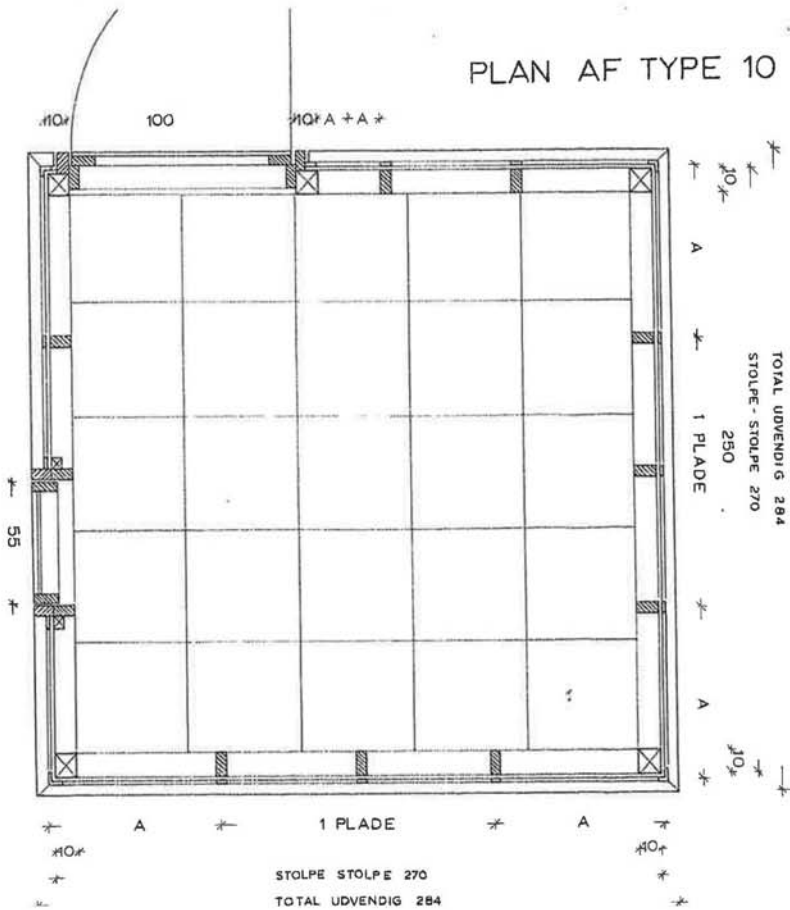 PLAN AF TYPE 10
10 100 10 A + A
10
A
1 PLADE
250
STOLPE-STOLPE 270
TOTAL UDVENDIG 284
A
10
55
A 1 PLADE A
10 10
STOLPE STOLPE 270
TOTAL UDVENDIG 284